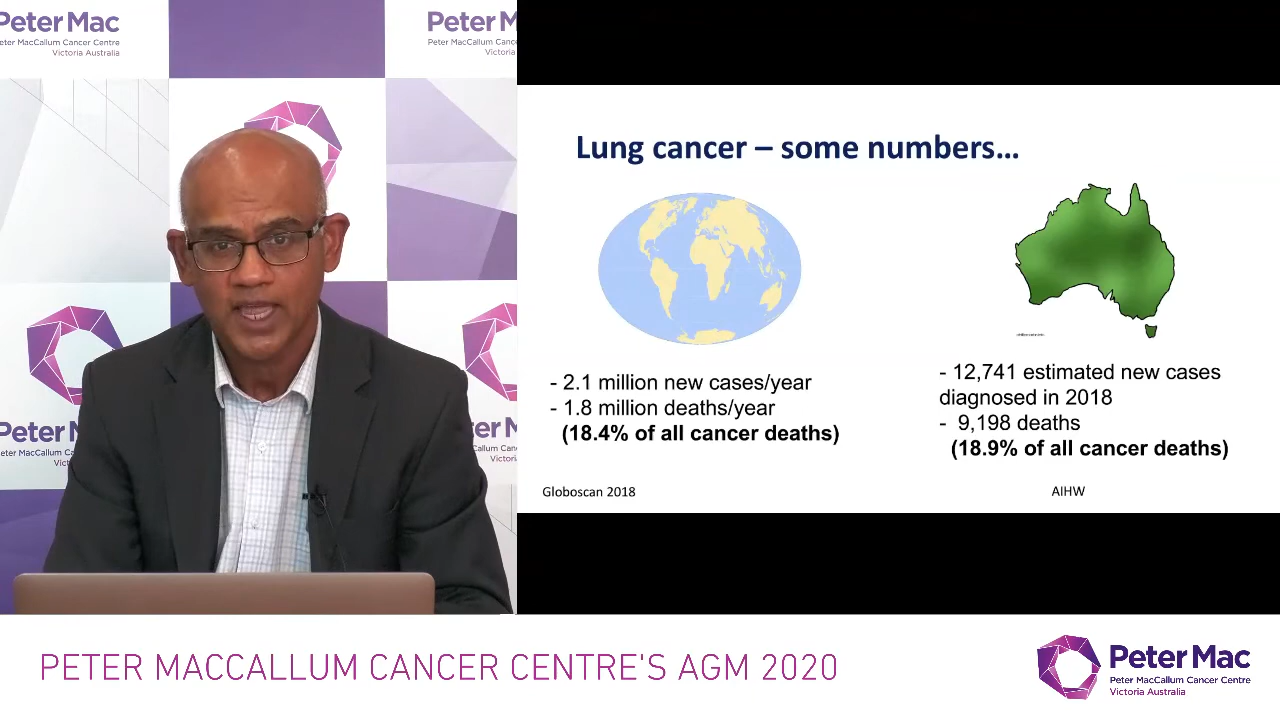 Peter Mac
Peter MacCallum Cancer Centre
Victoria Australia
Peter M
Peter MacCallum Cance
Victoria
Peter M
Lung cancer – some numbers...
- 2.1 million new cases/year
- 1.8 million deaths/year
(18.4% of all cancer deaths)
Globoscan 2018
- 12,741 estimated new cases
diagnosed in 2018
- 9,198 deaths
(18.9% of all cancer deaths)
AIHW
PETER MACCALLUM CANCER CENTRE'S AGM 2020
Peter Mac
Peter MacCallum Cancer Centre
Victoria Australia